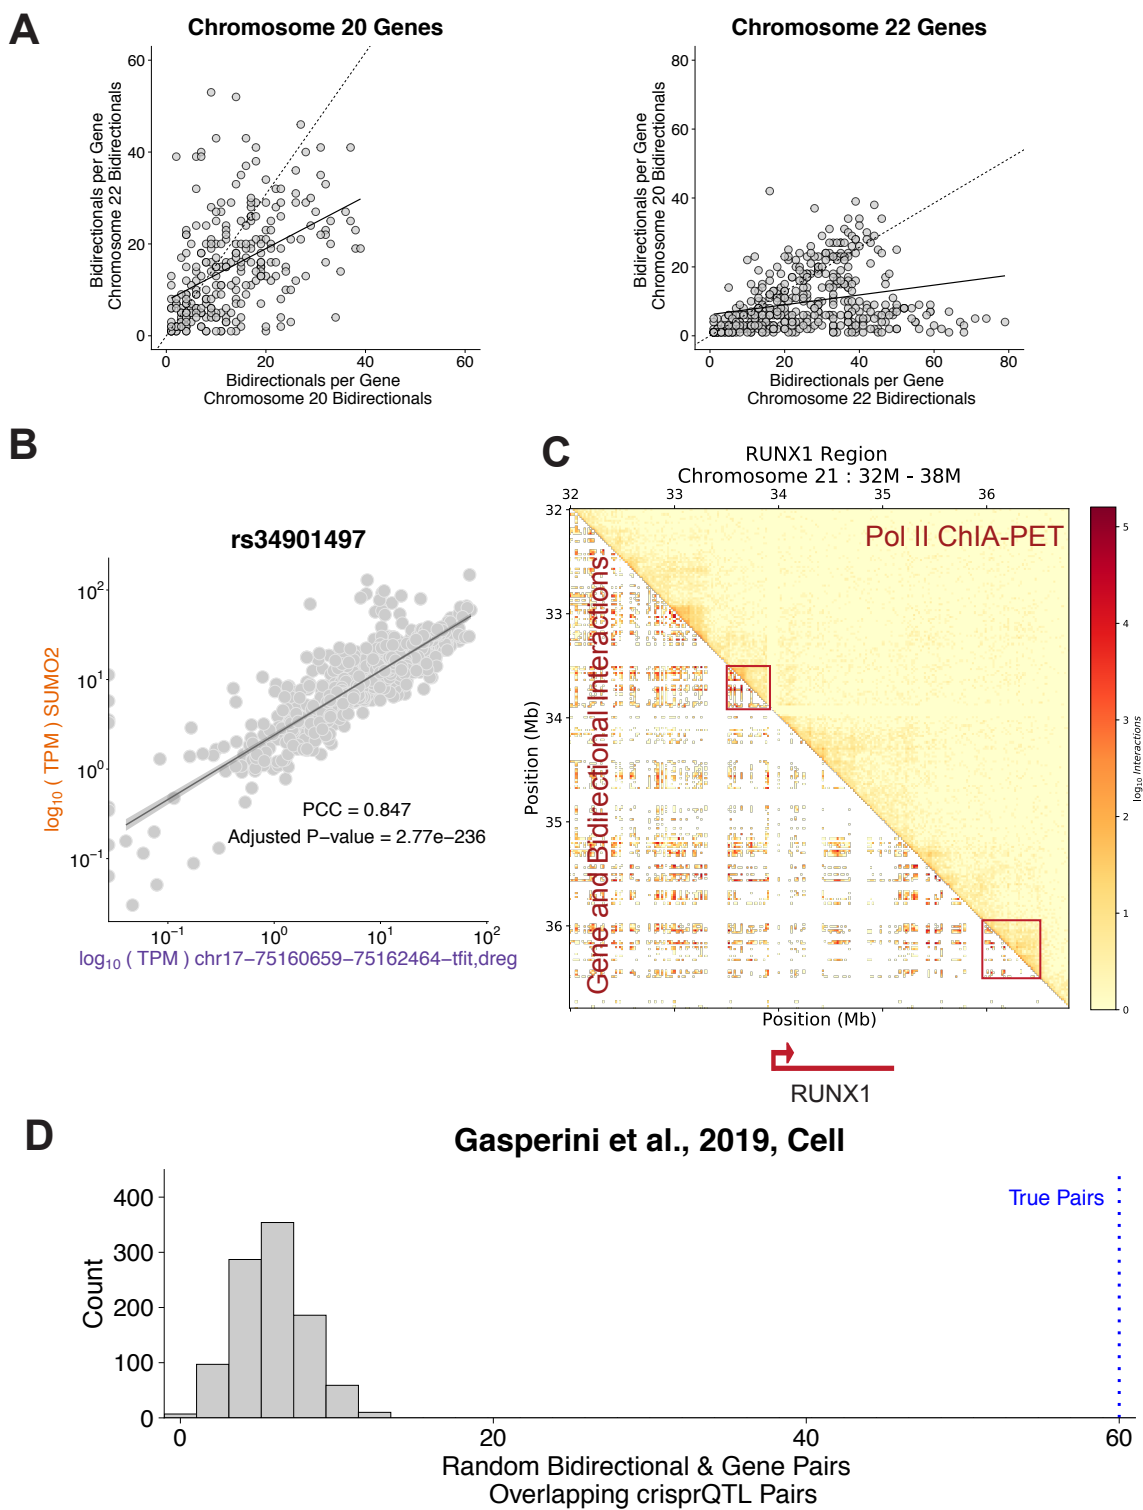 A
Chromosome 20 Genes
Bidirectionals per Gene
Chromosome 22 Bidirectionals
60
40
20
0
0 20 40 60
Bidirectionals per Gene
Chromosome 20 Bidirectionals
Chromosome 22 Genes
Bidirectionals per Gene
Chromosome 20 Bidirectionals
80
60
40
20
0
0 20 40 60 80
Bidirectionals per Gene
Chromosome 22 Bidirectionals
B
rs34901497
log10 ( TPM ) SUMO2
10^2
10^1
10^0
10^−1
PCC = 0.847
Adjusted P−value = 2.77e−236
10^−1 10^0 10^1 10^2
log10 ( TPM ) chr17−75160659−75162464−tfit,dreg
C
RUNX1 Region
Chromosome 21 : 32M - 38M
32 33 34 35 36
32
33
34
35
36
Position (Mb)
Pol II ChIA-PET
Gene and Bidirectional Interactions
Position (Mb)
5
4
3
2
1
0
log10 Interactions
RUNX1
D
Gasperini et al., 2019, Cell
Count
400
300
200
100
0
True Pairs
0 20 40 60
Random Bidirectional & Gene Pairs
Overlapping crisprQTL Pairs